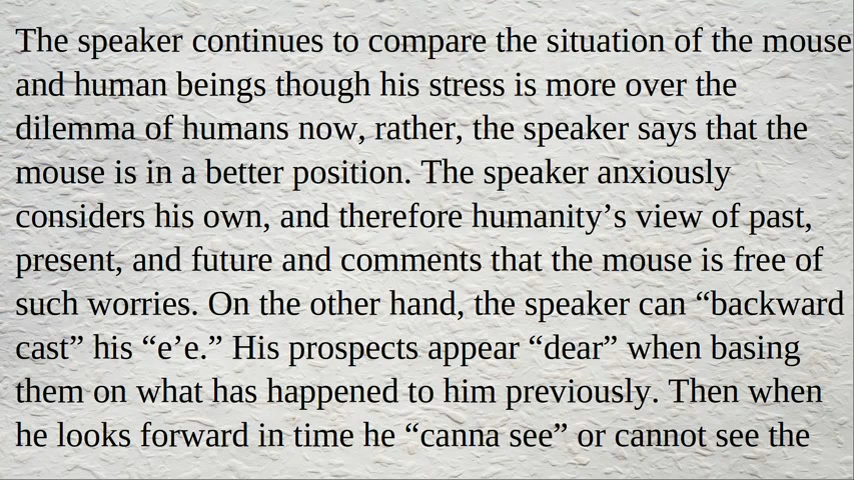 The speaker continues to compare the situation of the mouse
and human beings though his stress is more over the
dilemma of humans now, rather, the speaker says that the
mouse is in a better position. The speaker anxiously
considers his own, and therefore humanity’s view of past,
present, and future and comments that the mouse is free of
such worries. On the other hand, the speaker can “backward
cast” his “e’e.” His prospects appear “dear” when basing
them on what has happened to him previously. Then when
he looks forward in time he “canna see” or cannot see the